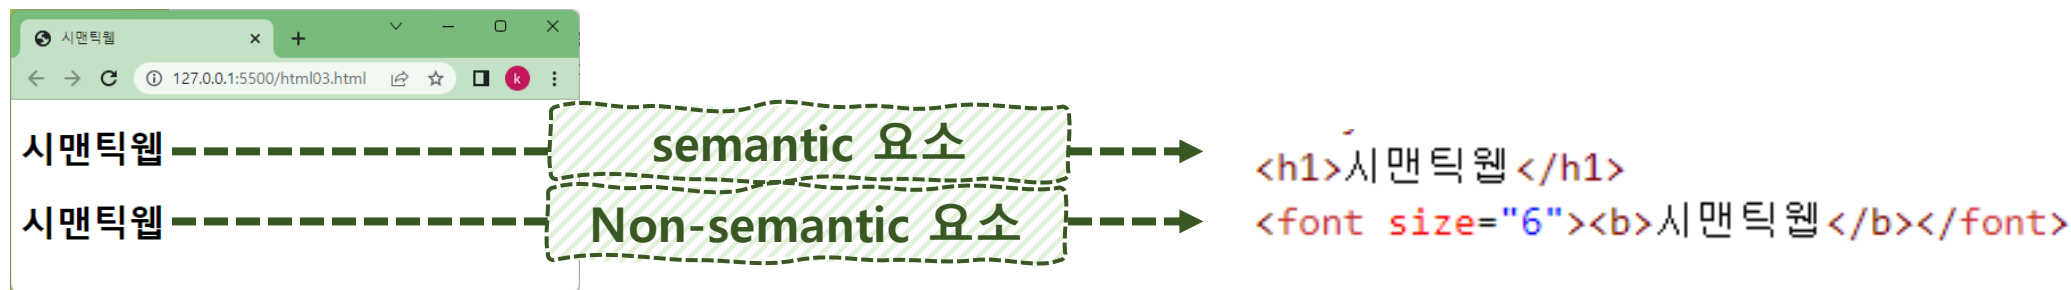 시맨틱웹
127.0.0.1:5500/html03.html
k
시맨틱웹
semantic 요소
<h1>시맨틱웹</h1>
시맨틱웹
Non-semantic 요소
<font size="6"><b>시맨틱웹</b></font>